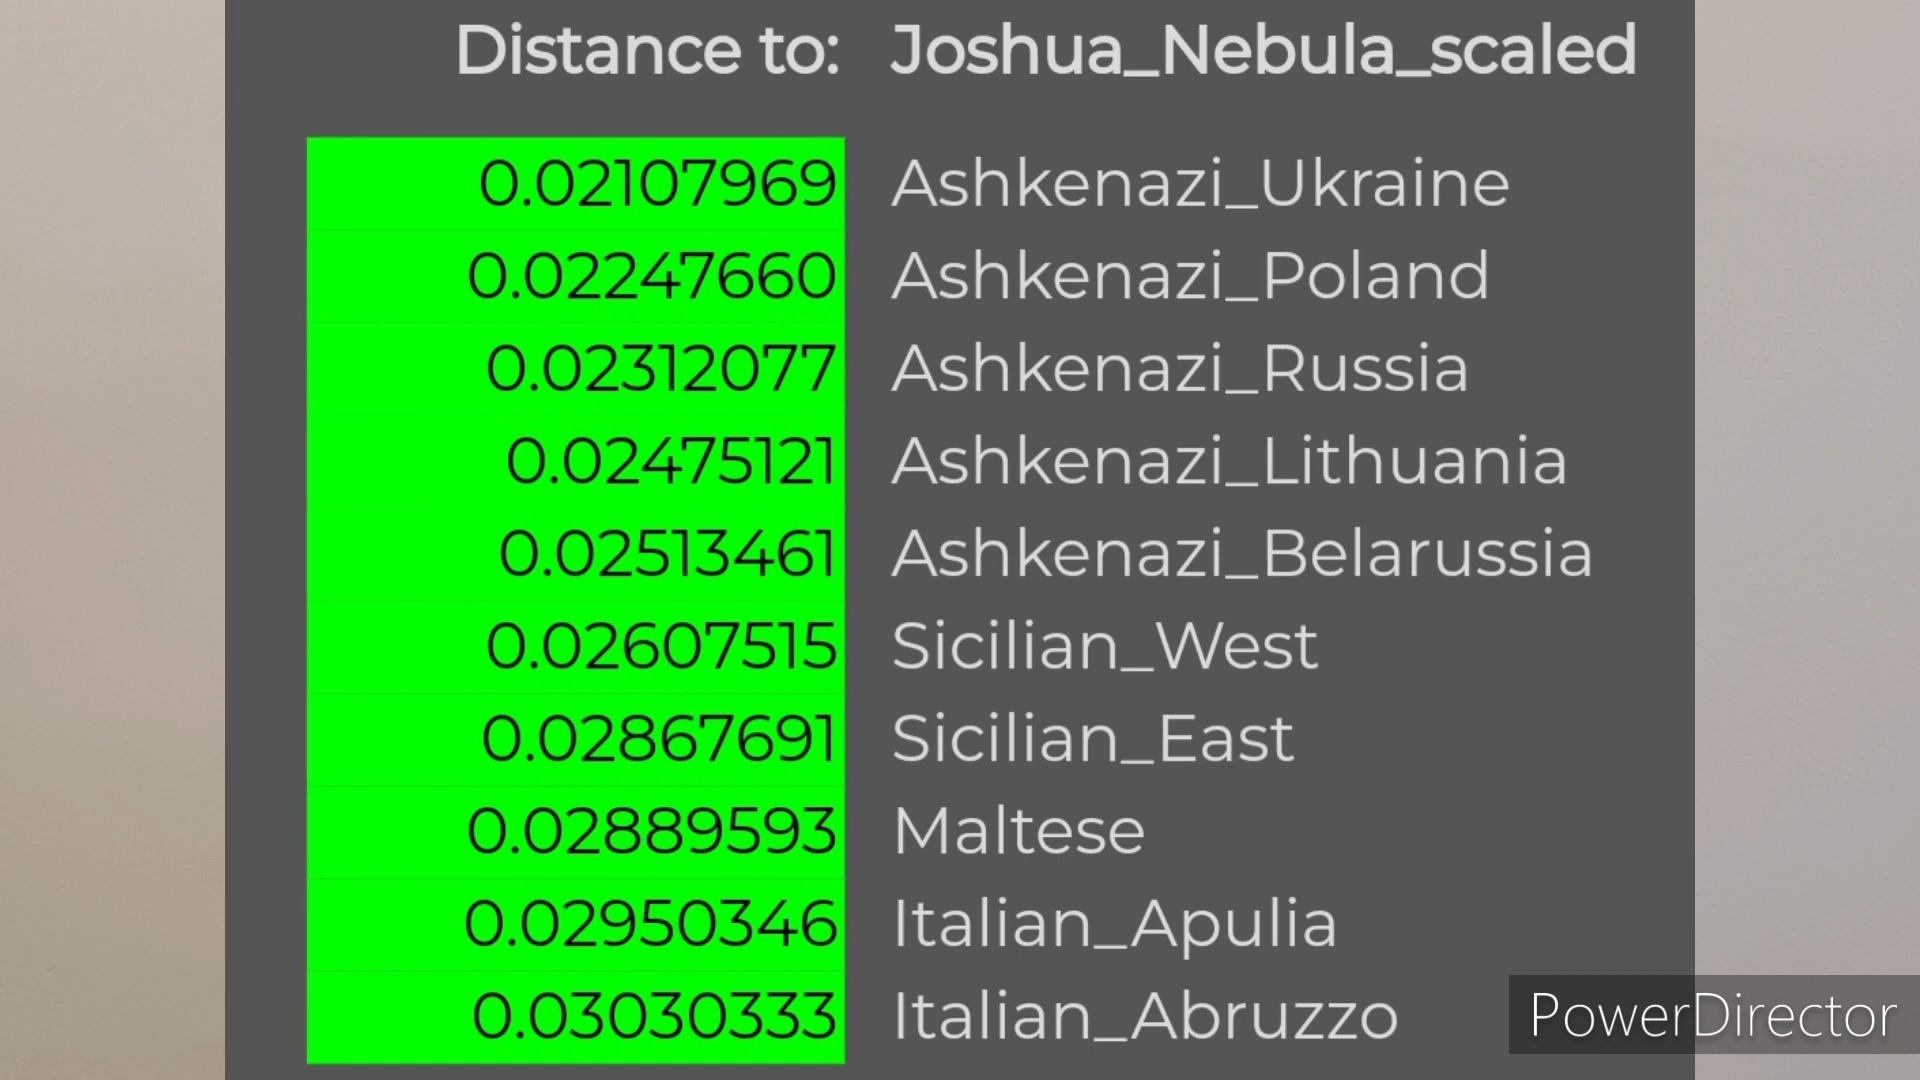 Distance to: Joshua_Nebula_scaled
0.02107969 Ashkenazi_Ukraine
0.02247660 Ashkenazi_Poland
0.02312077 Ashkenazi_Russia
0.02475121 Ashkenazi_Lithuania
0.02513461 Ashkenazi_Belarussia
0.02607515 Sicilian_West
0.02867691 Sicilian_East
0.02889593 Maltese
0.02950346 Italian_Apulia
0.03030333 Italian_Abruzzo
PowerDirector